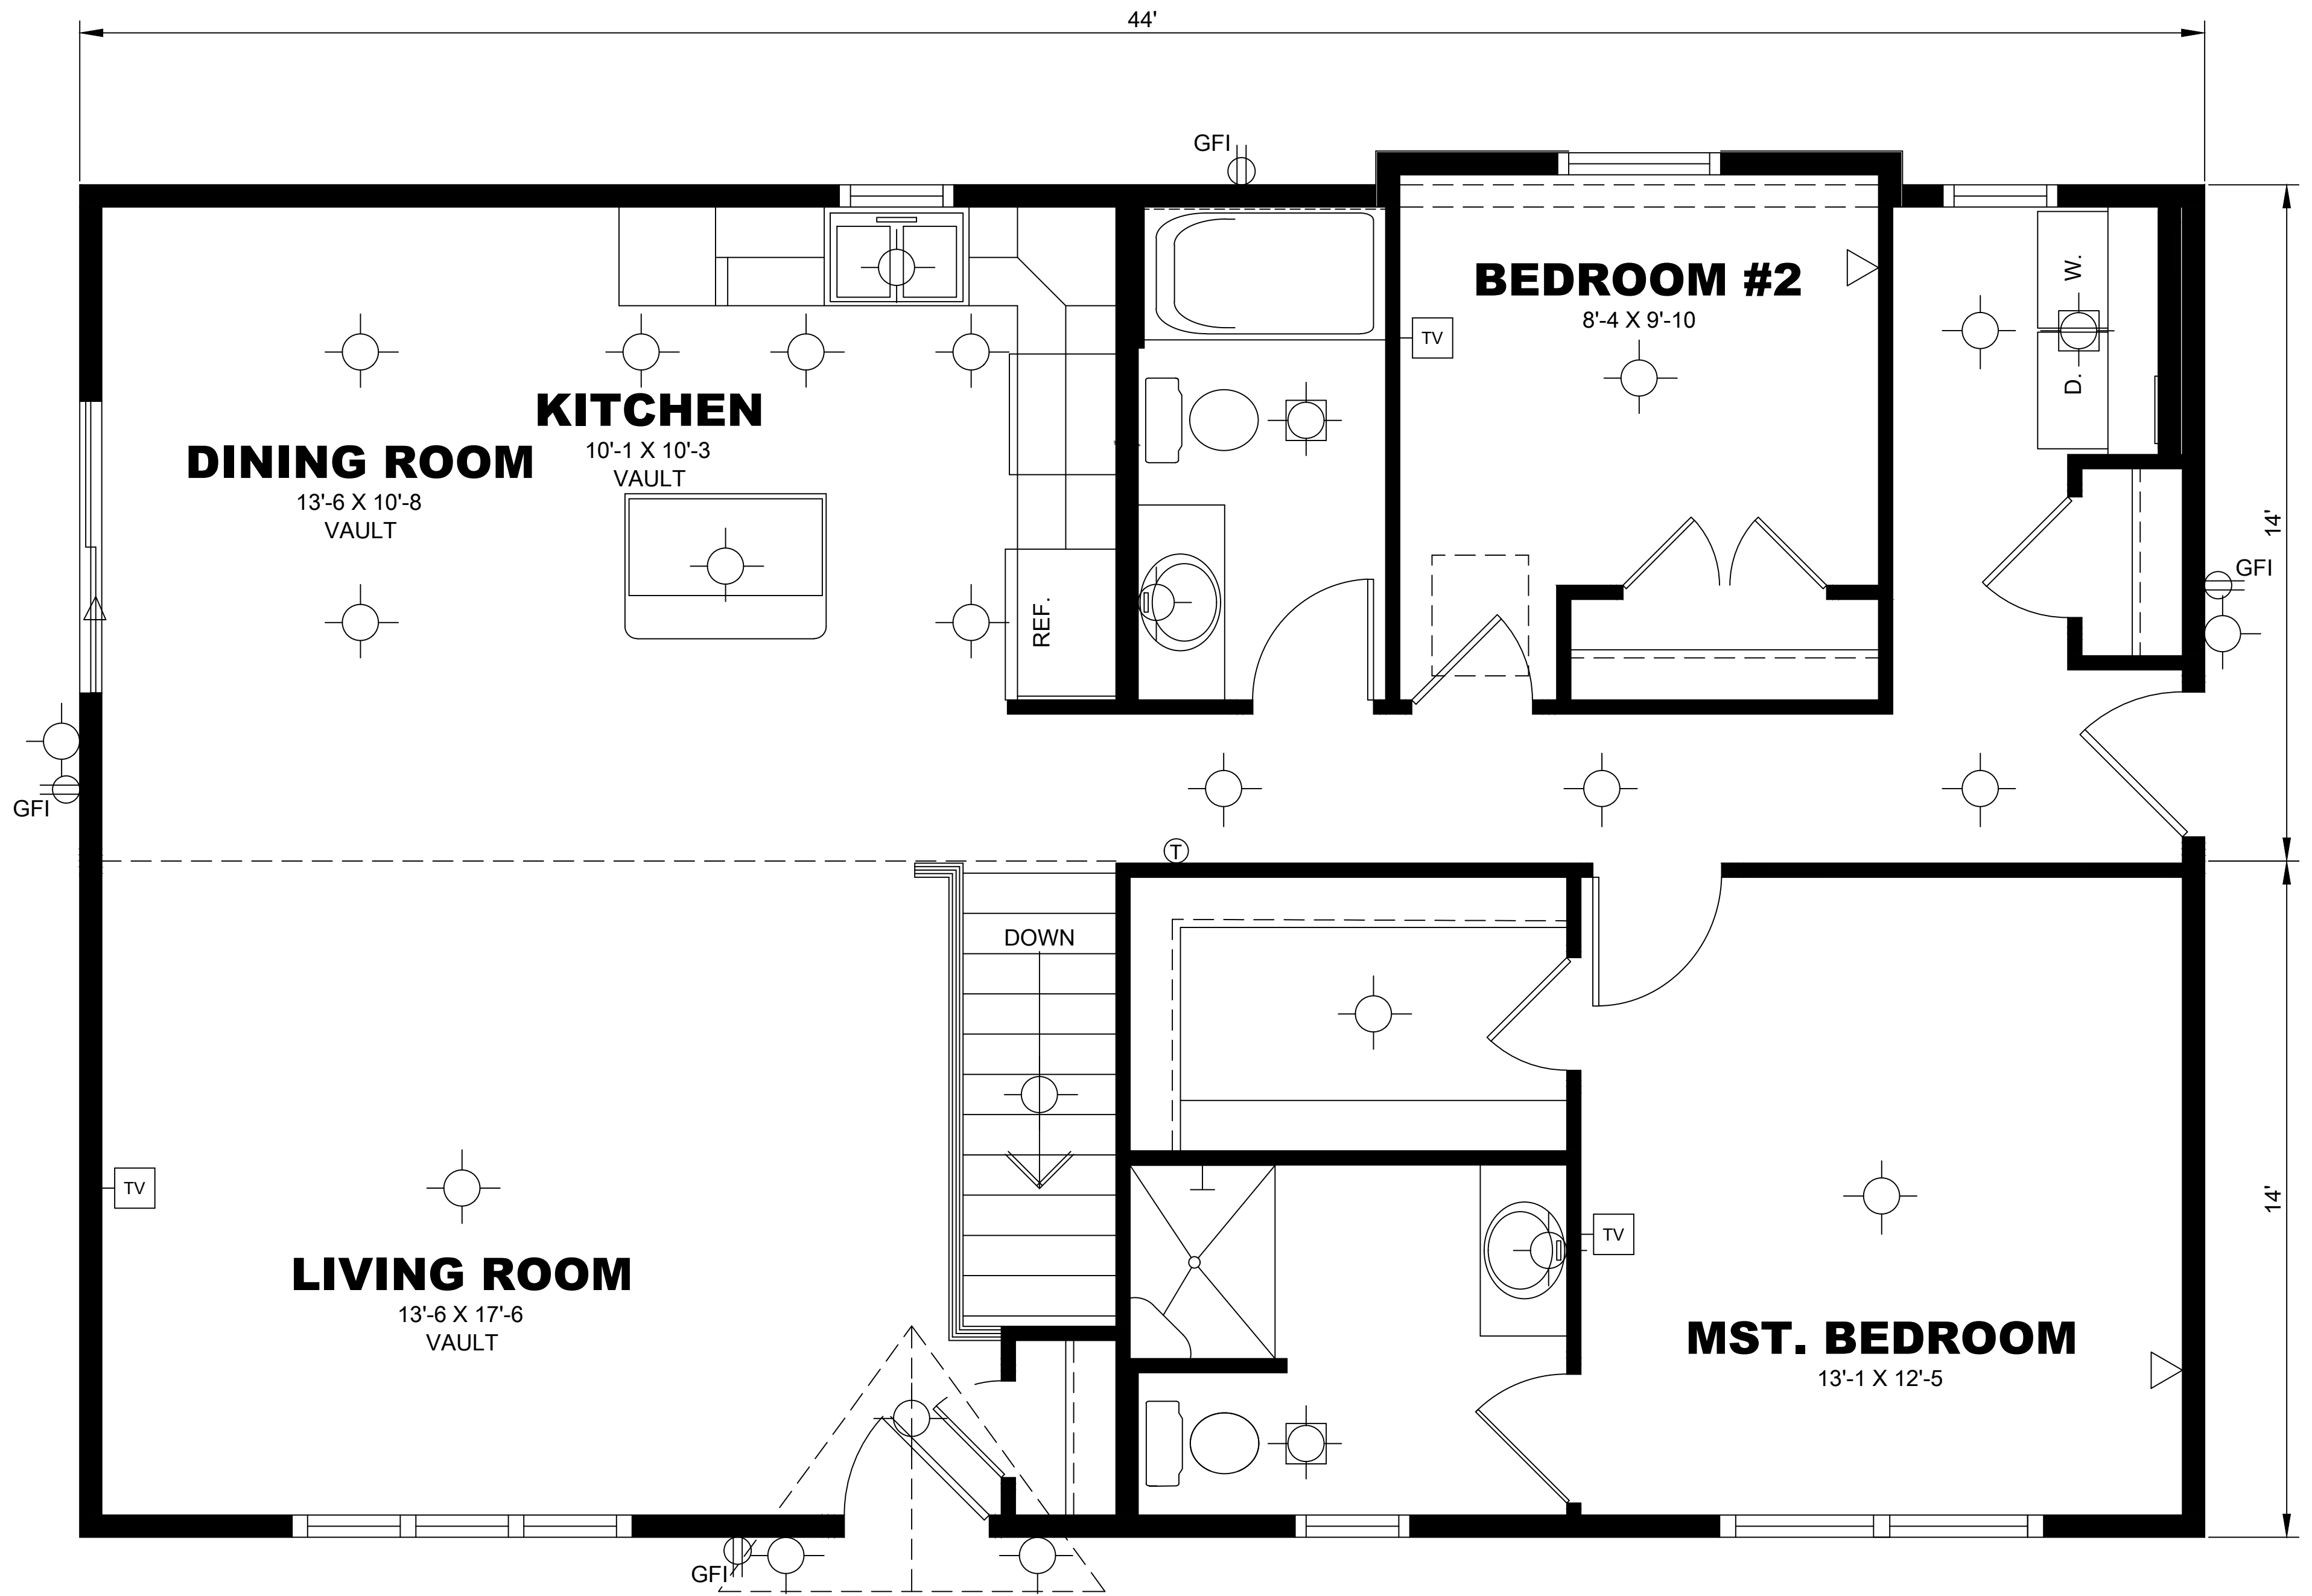 44'
GFI
BEDROOM #2
8'-4 X 9'-10
TV
W.
D.
KITCHEN
10'-1 X 10'-3
VAULT
DINING ROOM
13'-6 X 10'-8
VAULT
REF.
14'
GFI
GFI
T
DOWN
TV
LIVING ROOM
13'-6 X 17'-6
VAULT
TV
14'
MST. BEDROOM
13'-1 X 12'-5
GFI